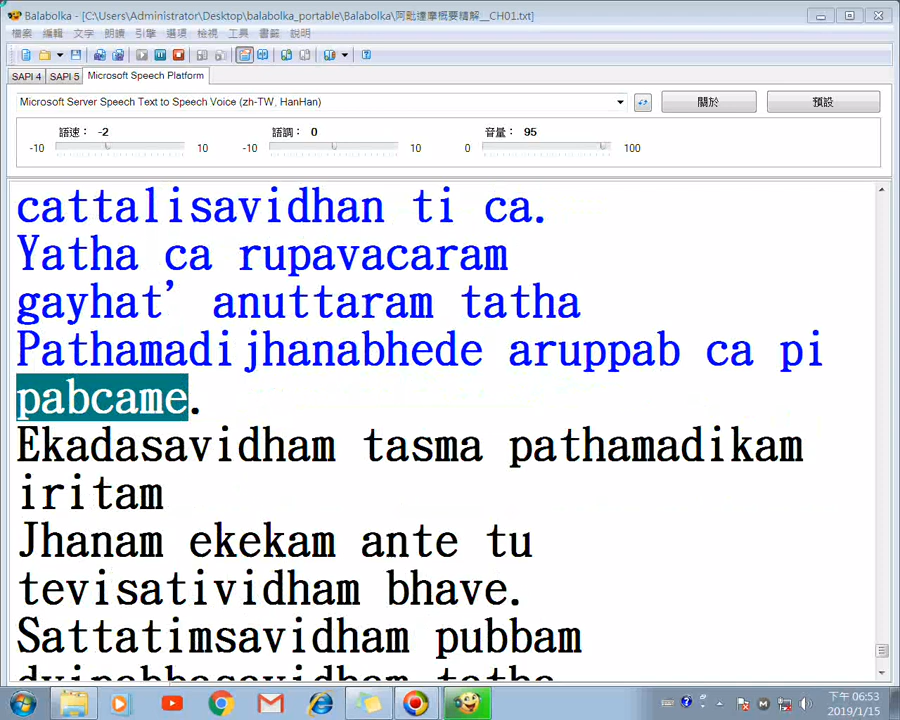 Balabolka - [C:\Users\Administrator\Desktop\balabolka_portable\Balabolka\阿毗達摩概要精解__CH01.txt]
檔案 編輯 文字 朗讀 引擎 選項 檢視 工具 書籤 說明
SAPI 4 SAPI 5 Microsoft Speech Platform
Microsoft Server Speech Text to Speech Voice (zh-TW, HanHan) 關於 預設
語速： -2 語調： 0 音量： 95
-10 10 -10 10 0 100
cattalisavidhan ti ca.
Yatha ca rupavacaram
gayhat' anuttaram tatha
Pathamadijhanabhede aruppab ca pi
pabcame.
Ekadasavidham tasma pathamadikam
iritam
Jhanam ekekam ante tu
tevisatividham bhave.
Sattatimsavidham pubbam
dvipabbasavidham tatha
下午 06:53
2019/1/15